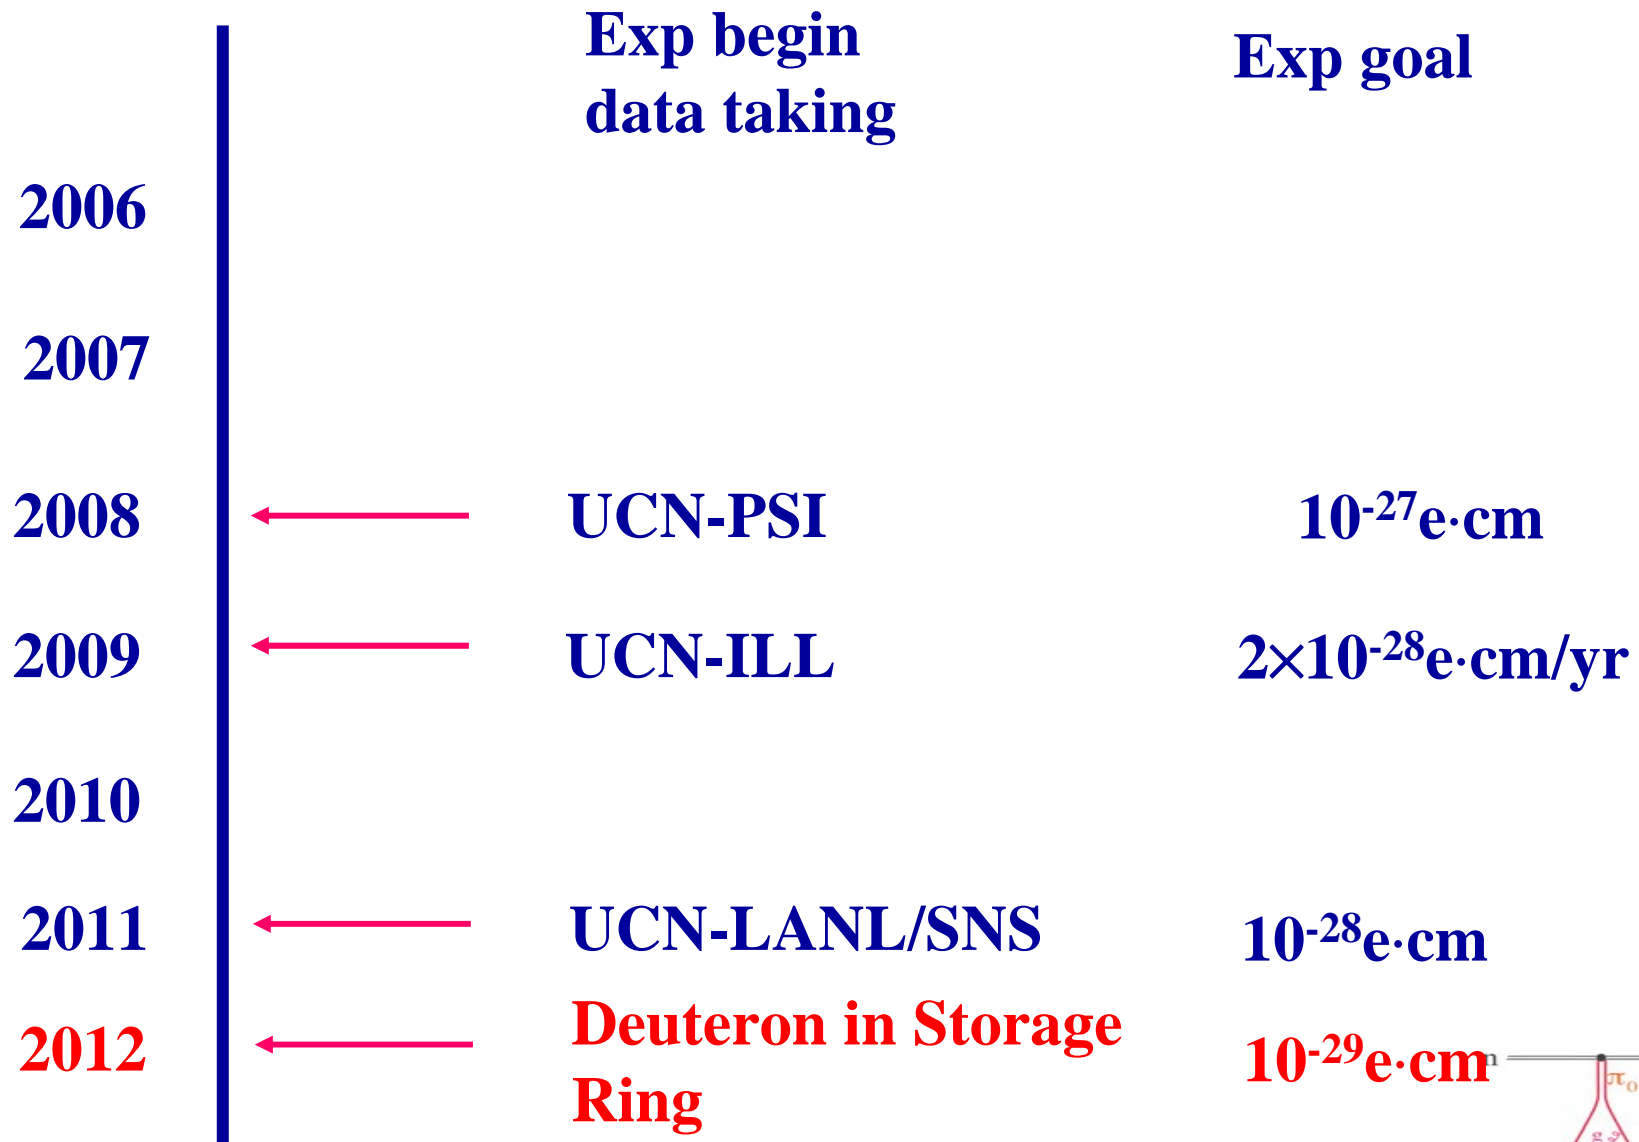 Exp begin
data taking
Exp goal
2006
2007
2008 UCN-PSI 10⁻²⁷e·cm
2009 UCN-ILL 2×10⁻²⁸e·cm/yr
2010
2011 UCN-LANL/SNS 10⁻²⁸e·cm
2012 Deuteron in Storage 10⁻²⁹e·cm
Ring
n
π₀